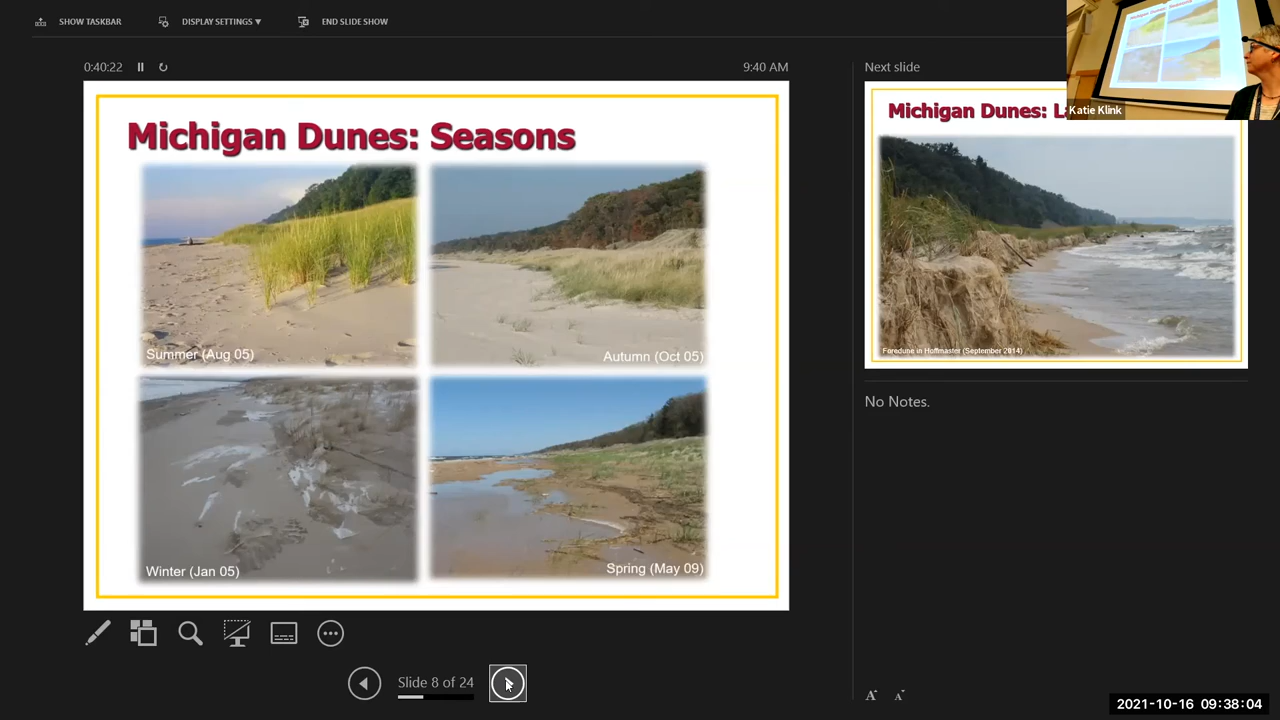 SHOW TASKBAR
DISPLAY SETTINGS
END SLIDE SHOW
0:40:22
9:40 AM
Next slide
Michigan Dunes: Seasons
Summer (Aug 05)
Autumn (Oct 05)
Winter (Jan 05)
Spring (May 09)
Michigan Dunes:
Katie Klink
Foredune in Hoffmaster (September 2014)
No Notes.
Slide 8 of 24
A A
2021-10-16 09:38:04